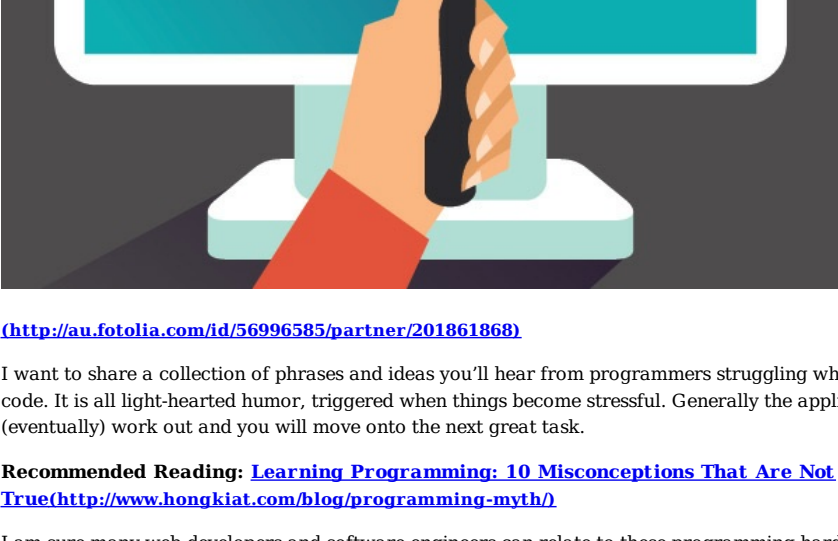 (http://au.fotolia.com/id/56996585/partner/201861868)
I want to share a collection of phrases and ideas you’ll hear from programmers struggling
code. It is all light-hearted humor, triggered when things become stressful. Generally the
(eventually) work out and you will move onto the next great task.
Recommended Reading: Learning Programming: 10 Misconceptions That Are Not
True(http://www.hongkiat.com/blog/programming-myth/)